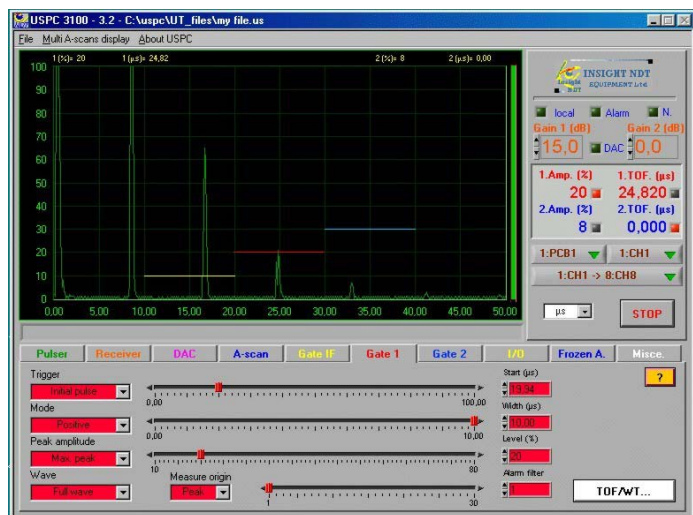 USPC 3100 - 3.2 - C:\uspc\UT_files\my file.us
File Multi A-scans display About USPC
1 (%)= 20 1 (µs)= 24,82 2 (%)= 8 2 (µs)= 0,00
100
90
80
70
60
50
40
30
20
10
0
0,00 5,00 10,00 15,00 20,00 25,00 30,00 35,00 40,00 45,00 50,00
Insight NDT
INSIGHT NDT
EQUIPMENT Ltd
local Alarm N.
Gain 1 (dB) Gain 2 (dB)
15,0 DAC 0,0
1.Amp. (%) 1.TOF. (µs)
20 24,820
2.Amp. (%) 2.TOF. (µs)
8 0,000
1:PCB1 1:CH1
1:CH1 -> 8:CH8
µs STOP
Pulser Receiver DAC A-scan Gate IF Gate 1 Gate 2 I/O Frozen A. Misce.
Trigger
Initial pulse
0,00 100,00
Start (µs)
19,94
?
Mode
Positive
0,00 10,00
Width (µs)
10,00
Peak amplitude
Max. peak
10 80
Level (%)
20
Wave
Full wave
Measure origin
Peak
1 30
Alarm filter
1
TOF/WT...